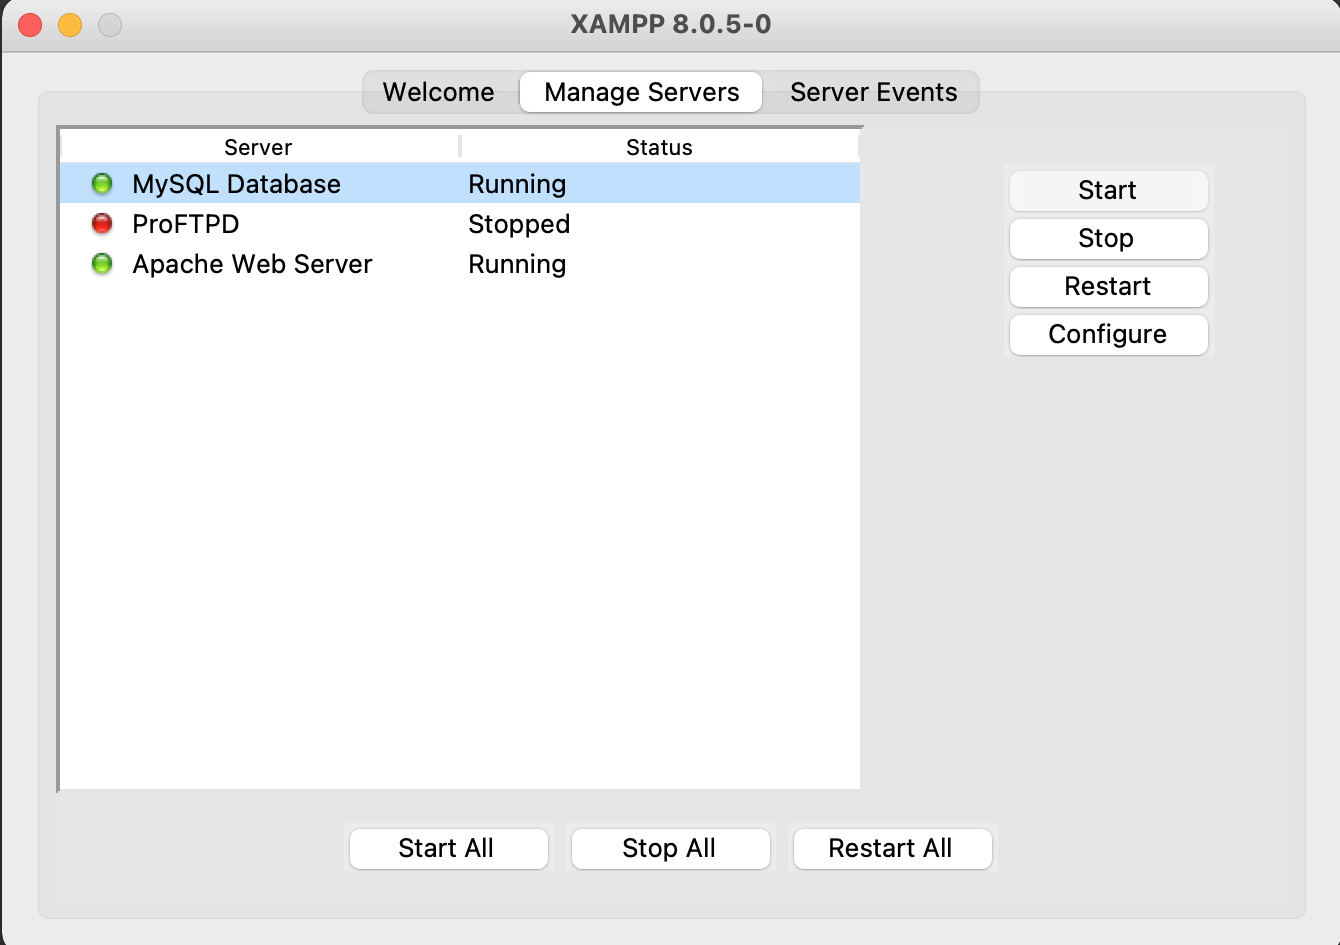 XAMPP 8.0.5-0
Welcome Manage Servers Server Events
Server Status
MySQL Database Running
ProFTPD Stopped
Apache Web Server Running
Start
Stop
Restart
Configure
Start All Stop All Restart All